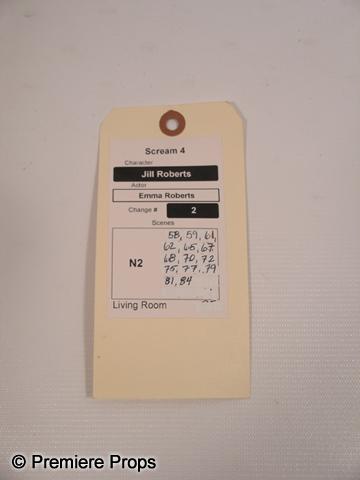 Scream 4
Character
Jill Roberts
Actor
Emma Roberts
Change # 2
Scenes
58, 59, 61,
62, 65, 67
N2 68, 70, 72
75, 77, 79
81, 84
Living Room
© Premiere Props